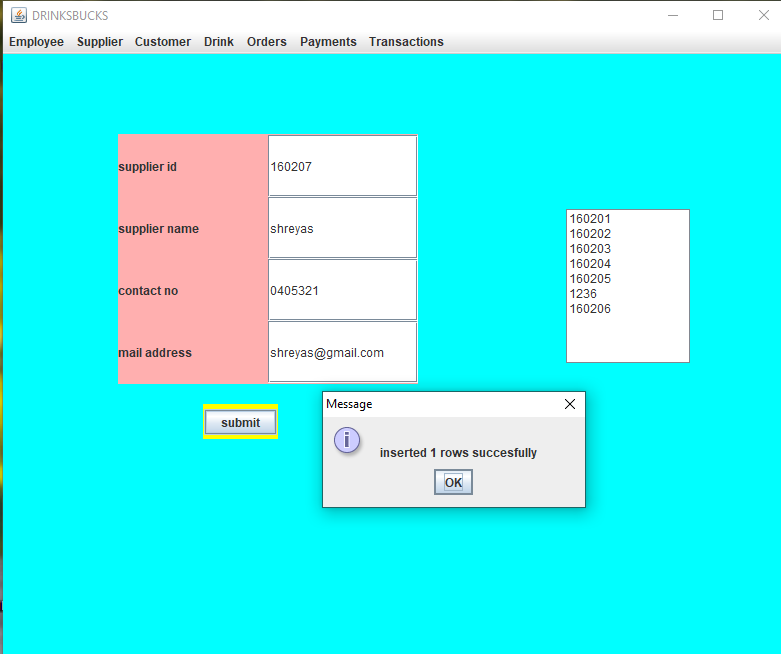 DRINKSBUCKS
Employee Supplier Customer Drink Orders Payments Transactions
supplier id 160207
supplier name shreyas
contact no 0405321
mail address shreyas@gmail.com
submit
160201
160202
160203
160204
160205
1236
160206
Message
inserted 1 rows succesfully
OK